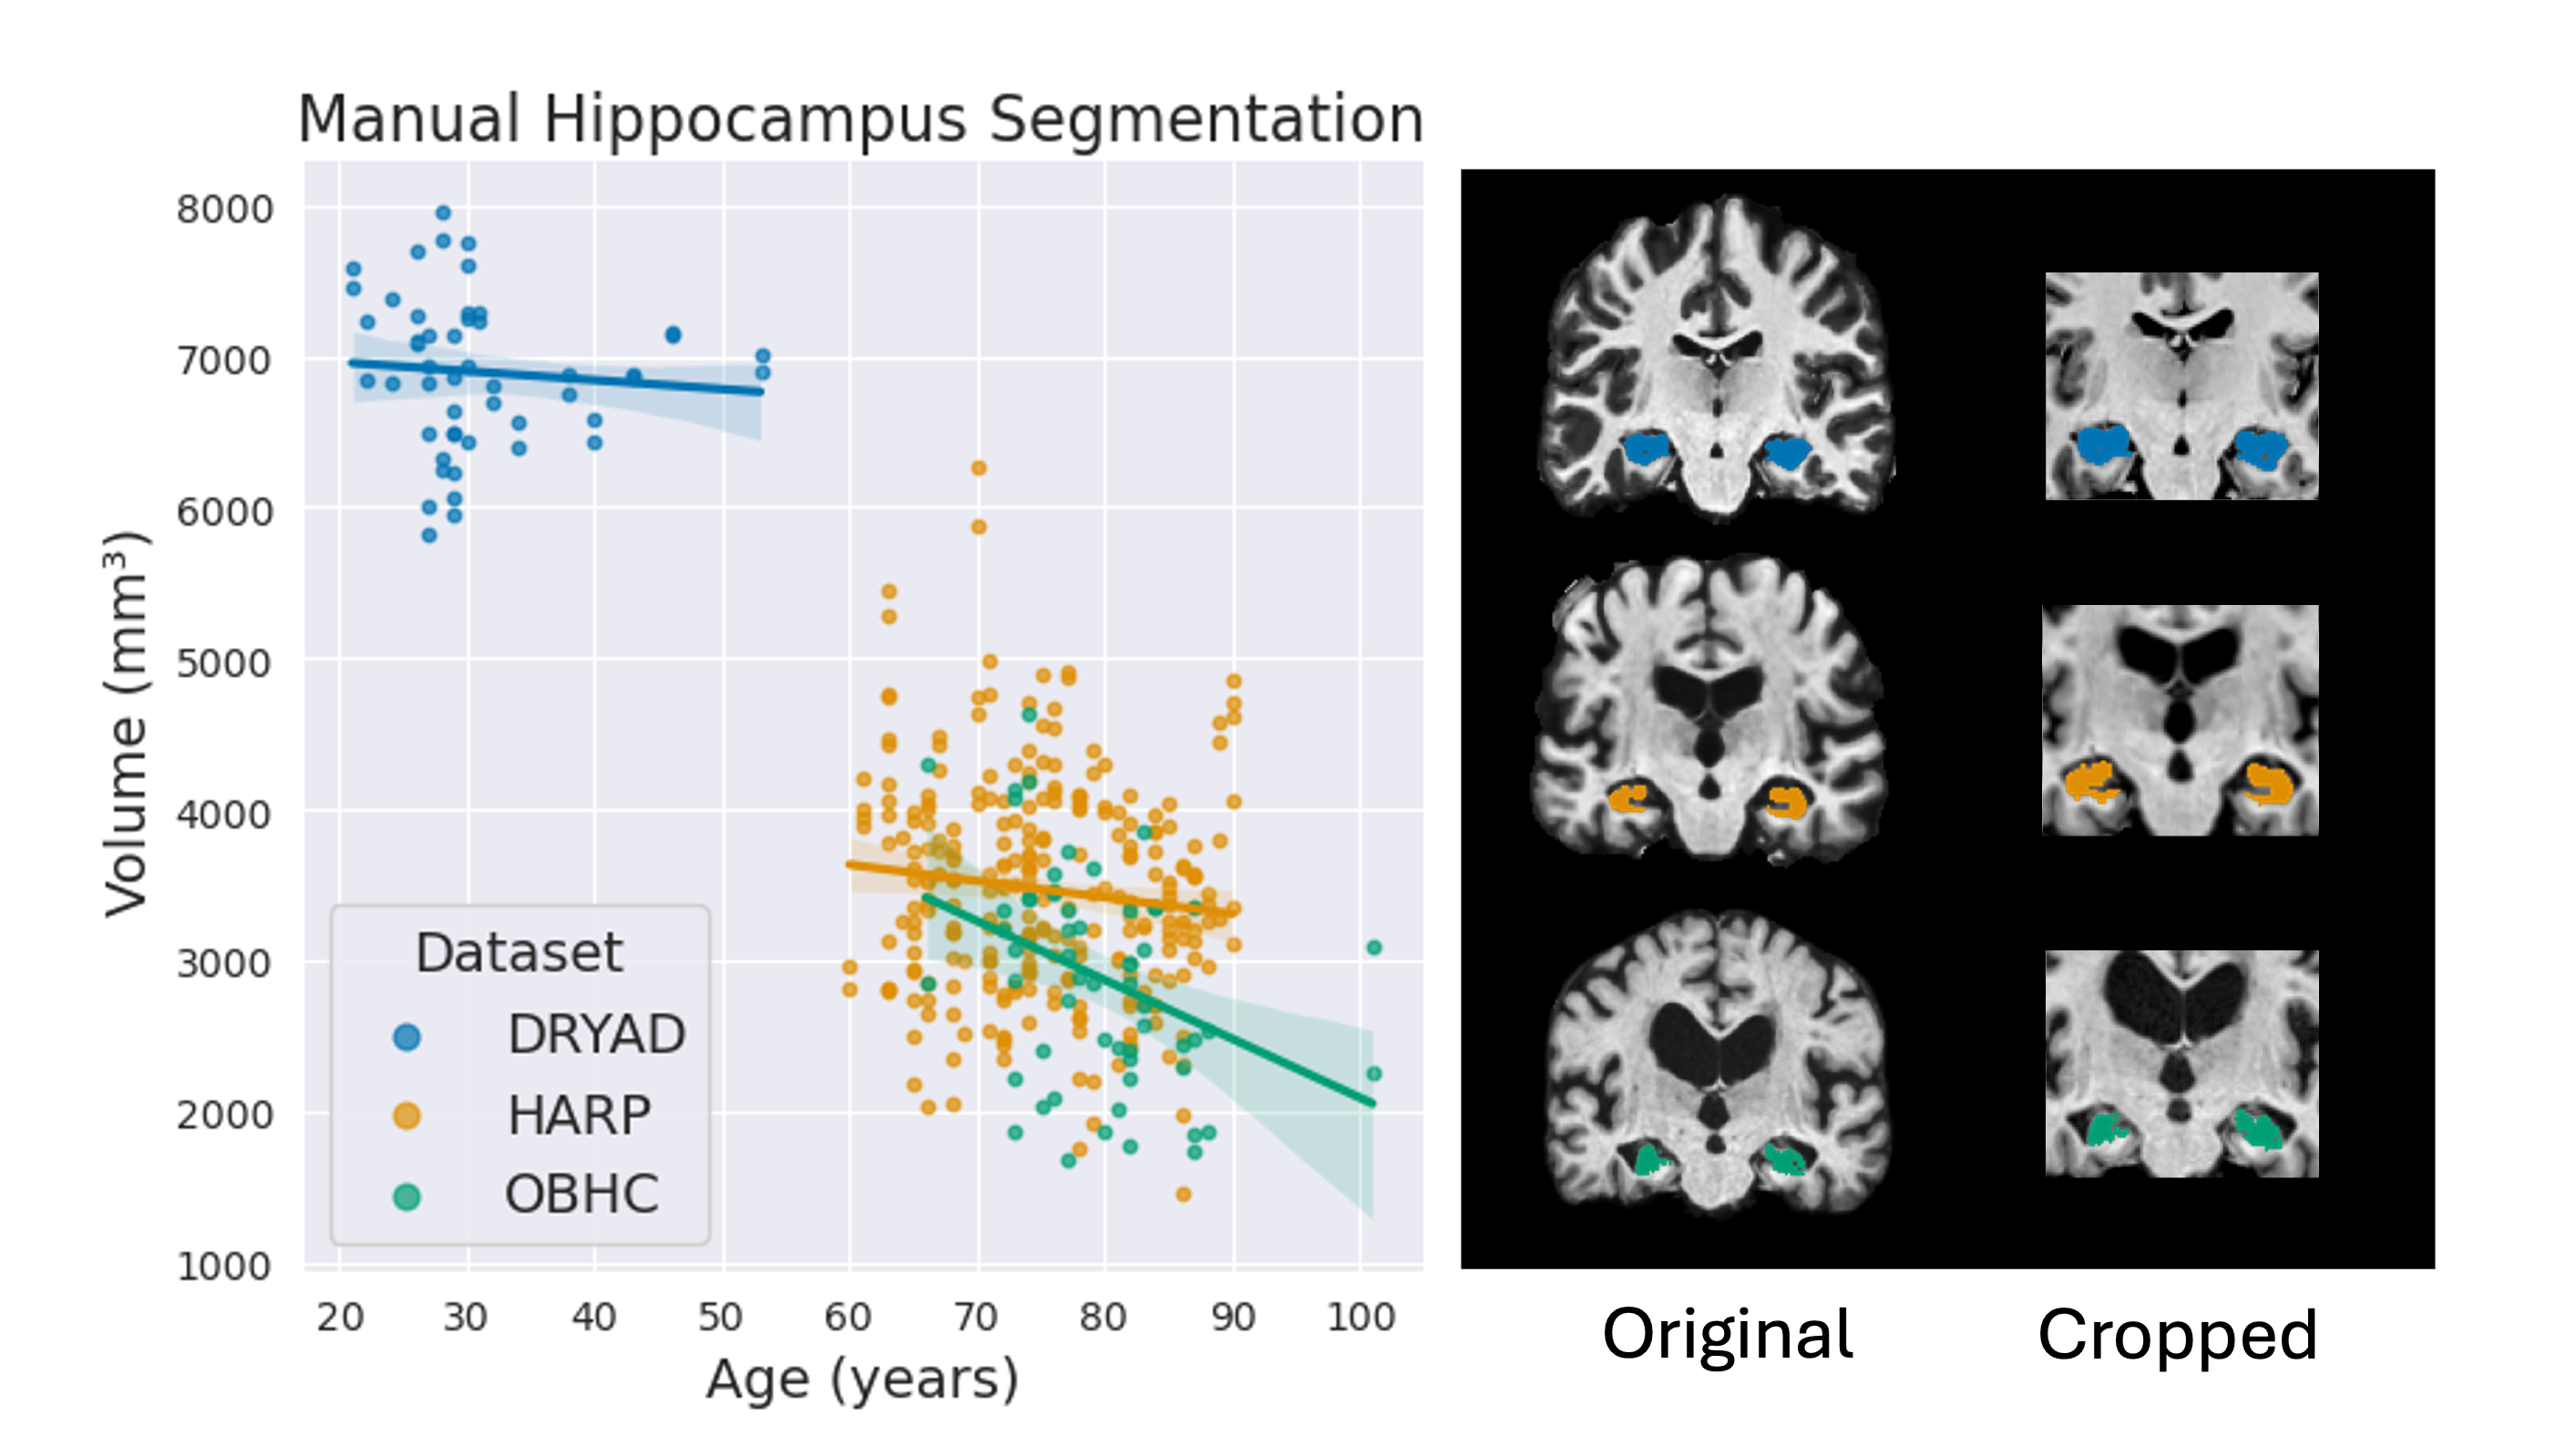 Manual Hippocampus Segmentation
8000
7000
6000
5000
4000
3000
2000
1000
Volume (mm³)
Dataset
DRYAD
HARP
OBHC
20 30 40 50 60 70 80 90 100
Age (years)
Original Cropped